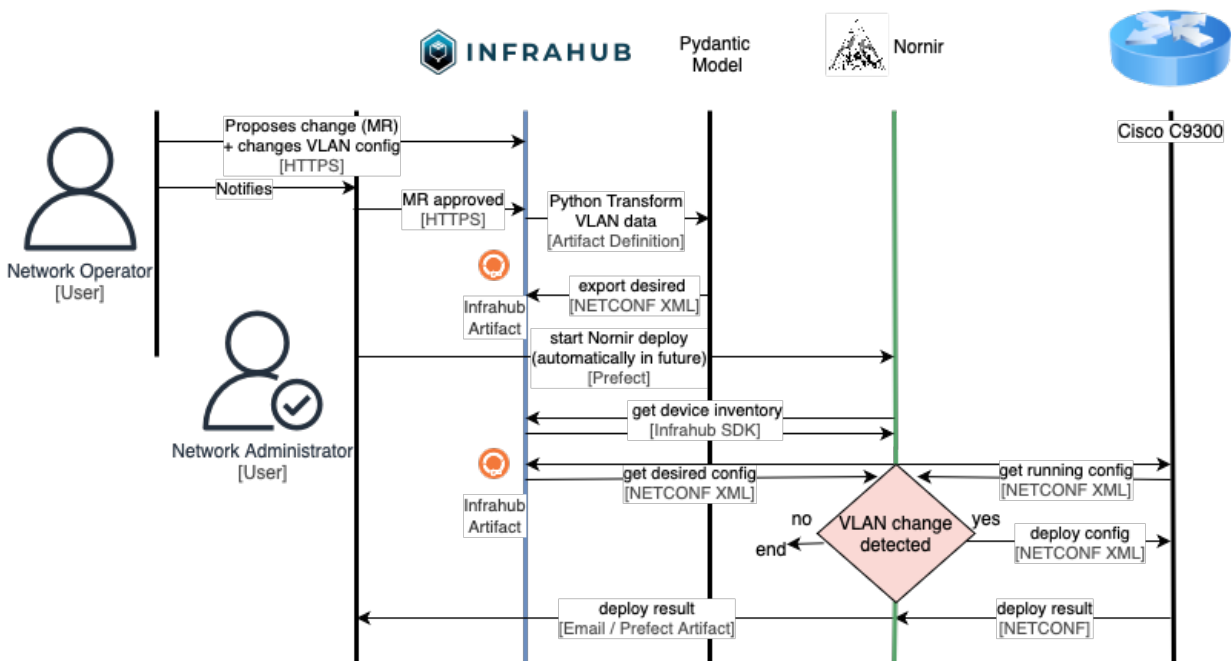 INFRAHUB
Pydantic
Model
Nornir
Cisco C9300
Proposes change (MR)
+ changes VLAN config
[HTTPS]
Notifies
MR approved
[HTTPS]
Python Transform
VLAN data
[Artifact Definition]
Network Operator
[User]
Infrahub
Artifact
export desired
[NETCONF XML]
start Nornir deploy
(automatically in future)
[Prefect]
Network Administrator
[User]
get device inventory
[Infrahub SDK]
Infrahub
Artifact
get desired config
[NETCONF XML]
get running config
[NETCONF XML]
no
VLAN change
detected
yes
end
deploy config
[NETCONF XML]
deploy result
[Email / Prefect Artifact]
deploy result
[NETCONF]